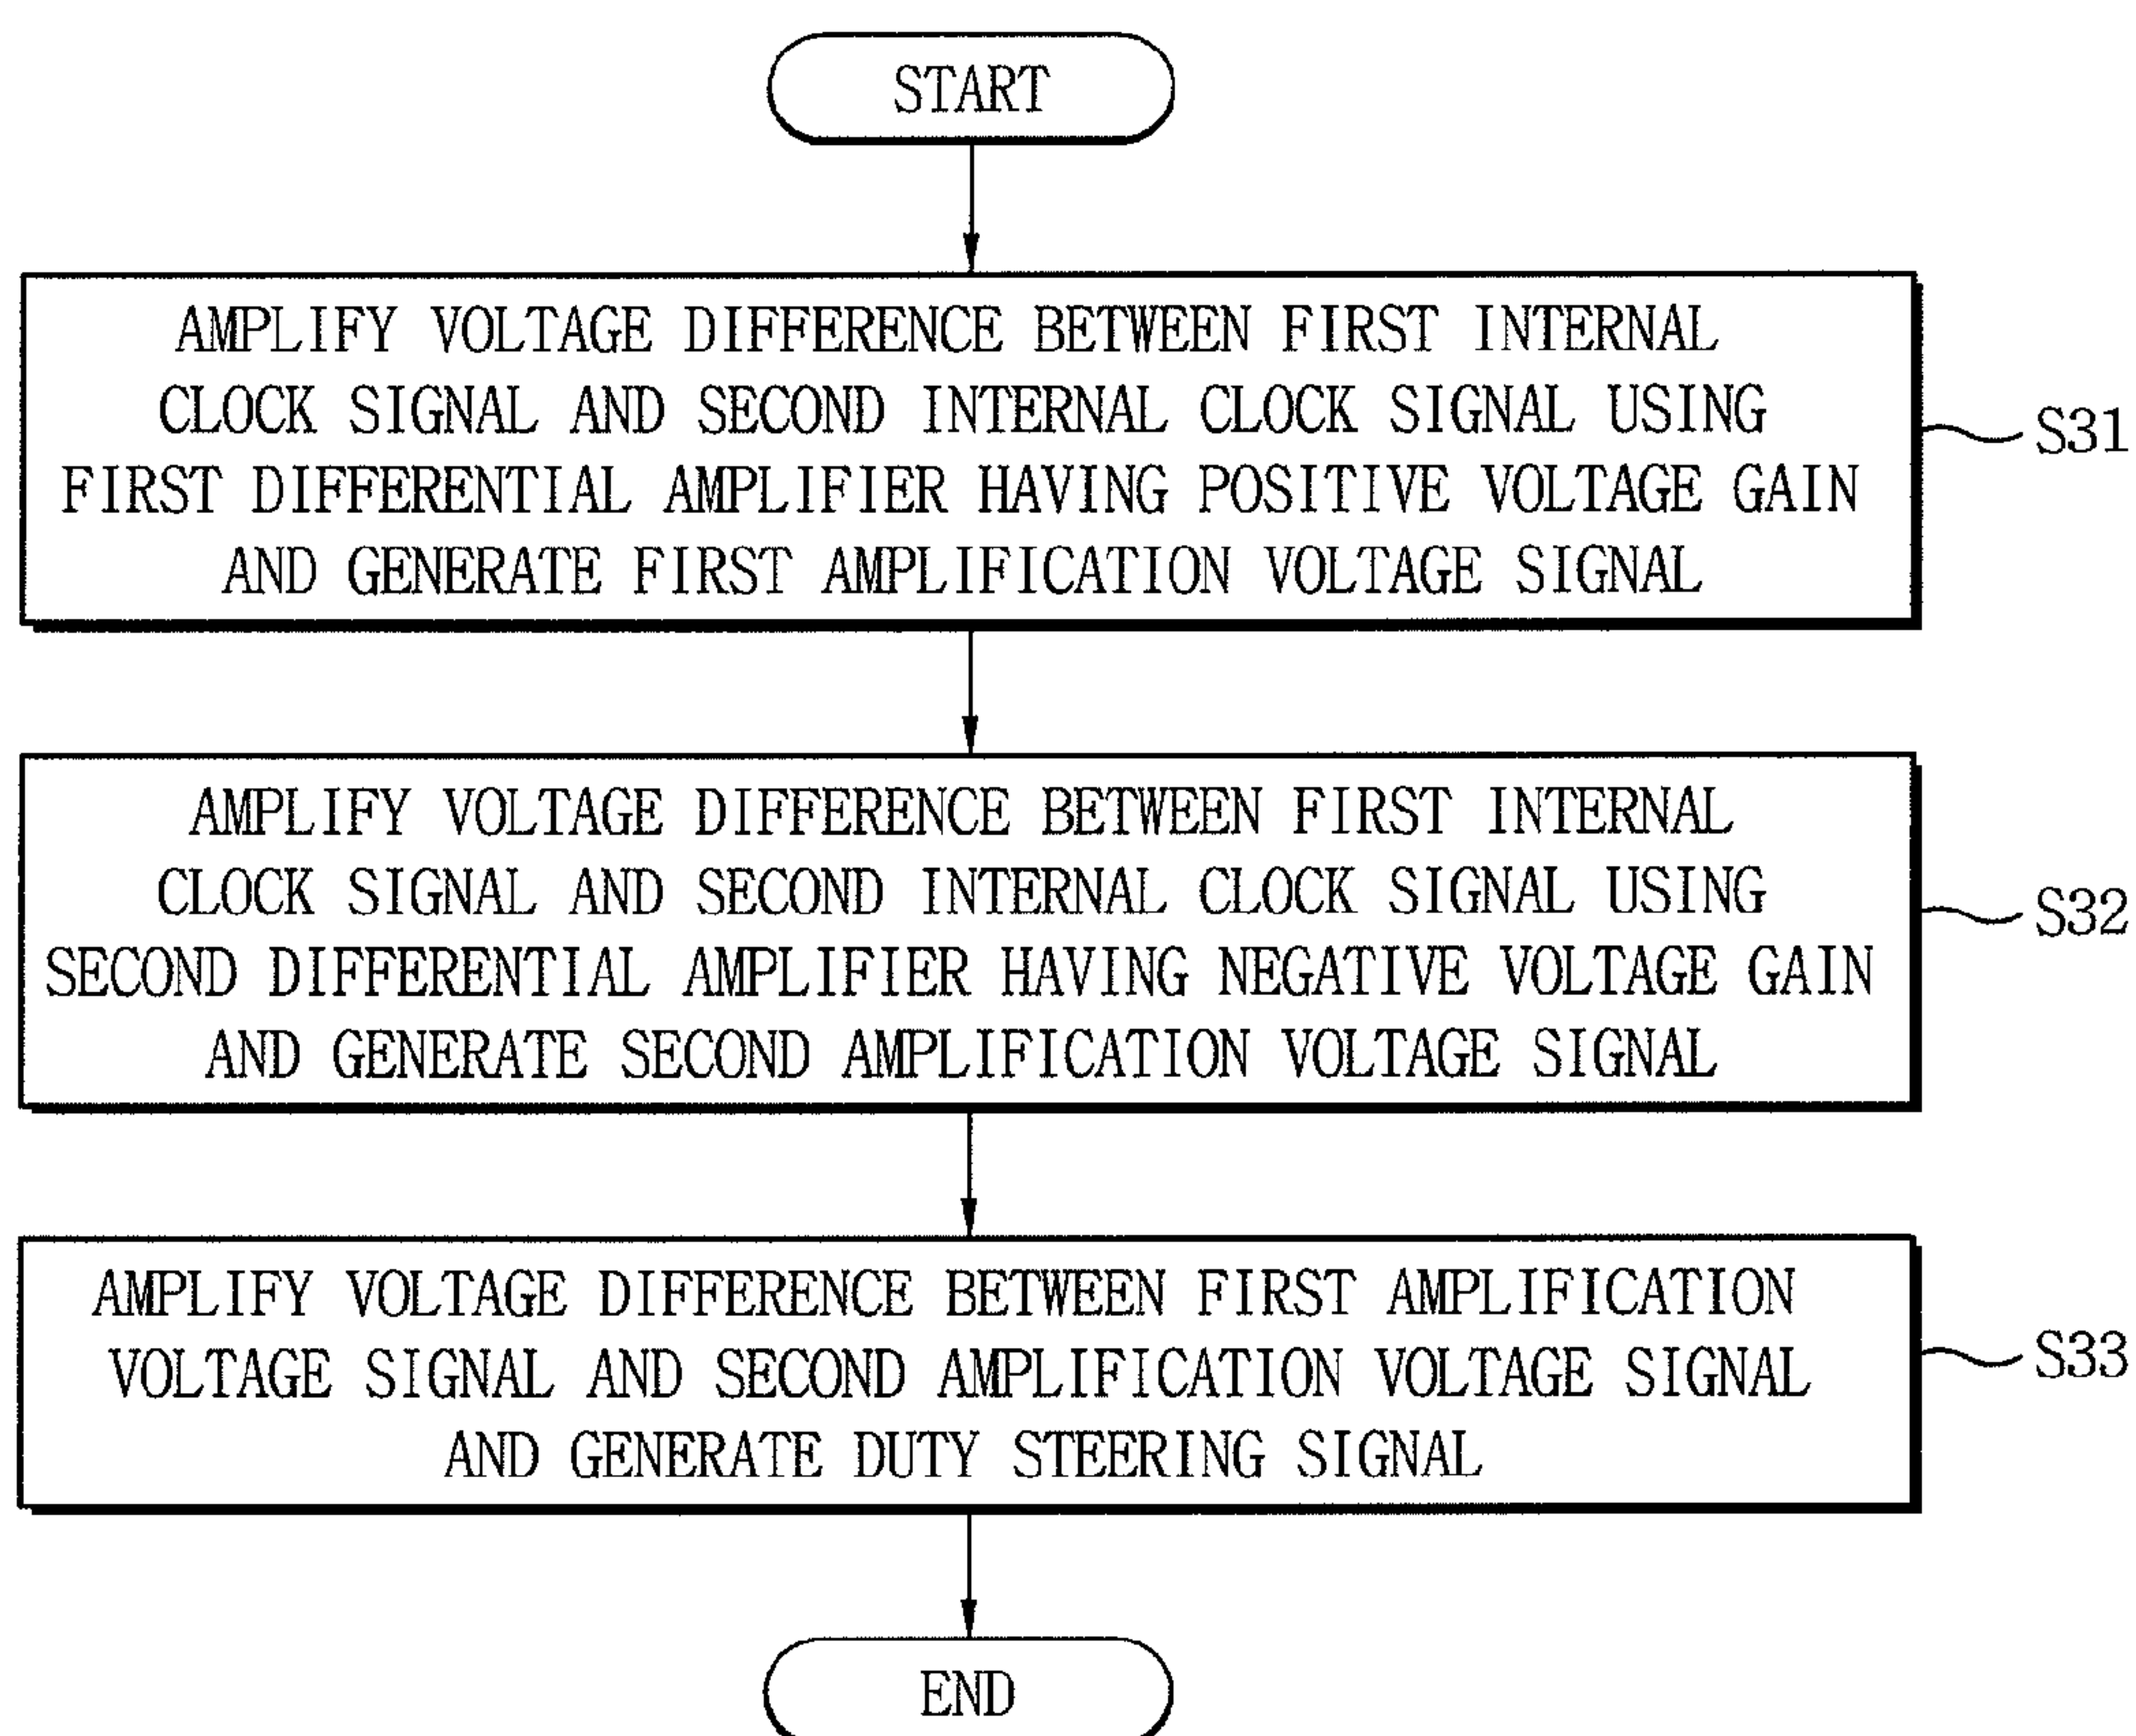 START
AMPLIFY VOLTAGE DIFFERENCE BETWEEN FIRST INTERNAL
CLOCK SIGNAL AND SECOND INTERNAL CLOCK SIGNAL USING
FIRST DIFFERENTIAL AMPLIFIER HAVING POSITIVE VOLTAGE GAIN
AND GENERATE FIRST AMPLIFICATION VOLTAGE SIGNAL
S31
AMPLIFY VOLTAGE DIFFERENCE BETWEEN FIRST INTERNAL
CLOCK SIGNAL AND SECOND INTERNAL CLOCK SIGNAL USING
SECOND DIFFERENTIAL AMPLIFIER HAVING NEGATIVE VOLTAGE GAIN
AND GENERATE SECOND AMPLIFICATION VOLTAGE SIGNAL
S32
AMPLIFY VOLTAGE DIFFERENCE BETWEEN FIRST AMPLIFICATION
VOLTAGE SIGNAL AND SECOND AMPLIFICATION VOLTAGE SIGNAL
AND GENERATE DUTY STEERING SIGNAL
S33
END